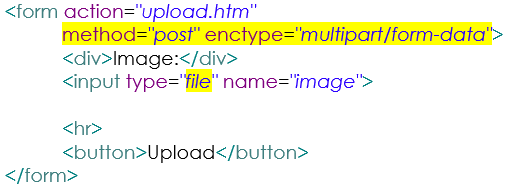 <form action="upload.htm"
method="post" enctype="multipart/form-data">
<div>Image:</div>
<input type="file" name="image">
<hr>
<button>Upload</button>
</form>